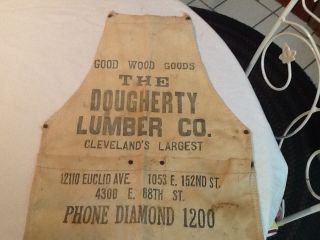 GOOD WOOD GOODS
THE
DOUGHERTY
LUMBER CO.
CLEVELAND'S LARGEST
12110 EUCLID AVE. 1053 E. 152ND ST.
4300 E. 68TH ST.
PHONE DIAMOND 1200